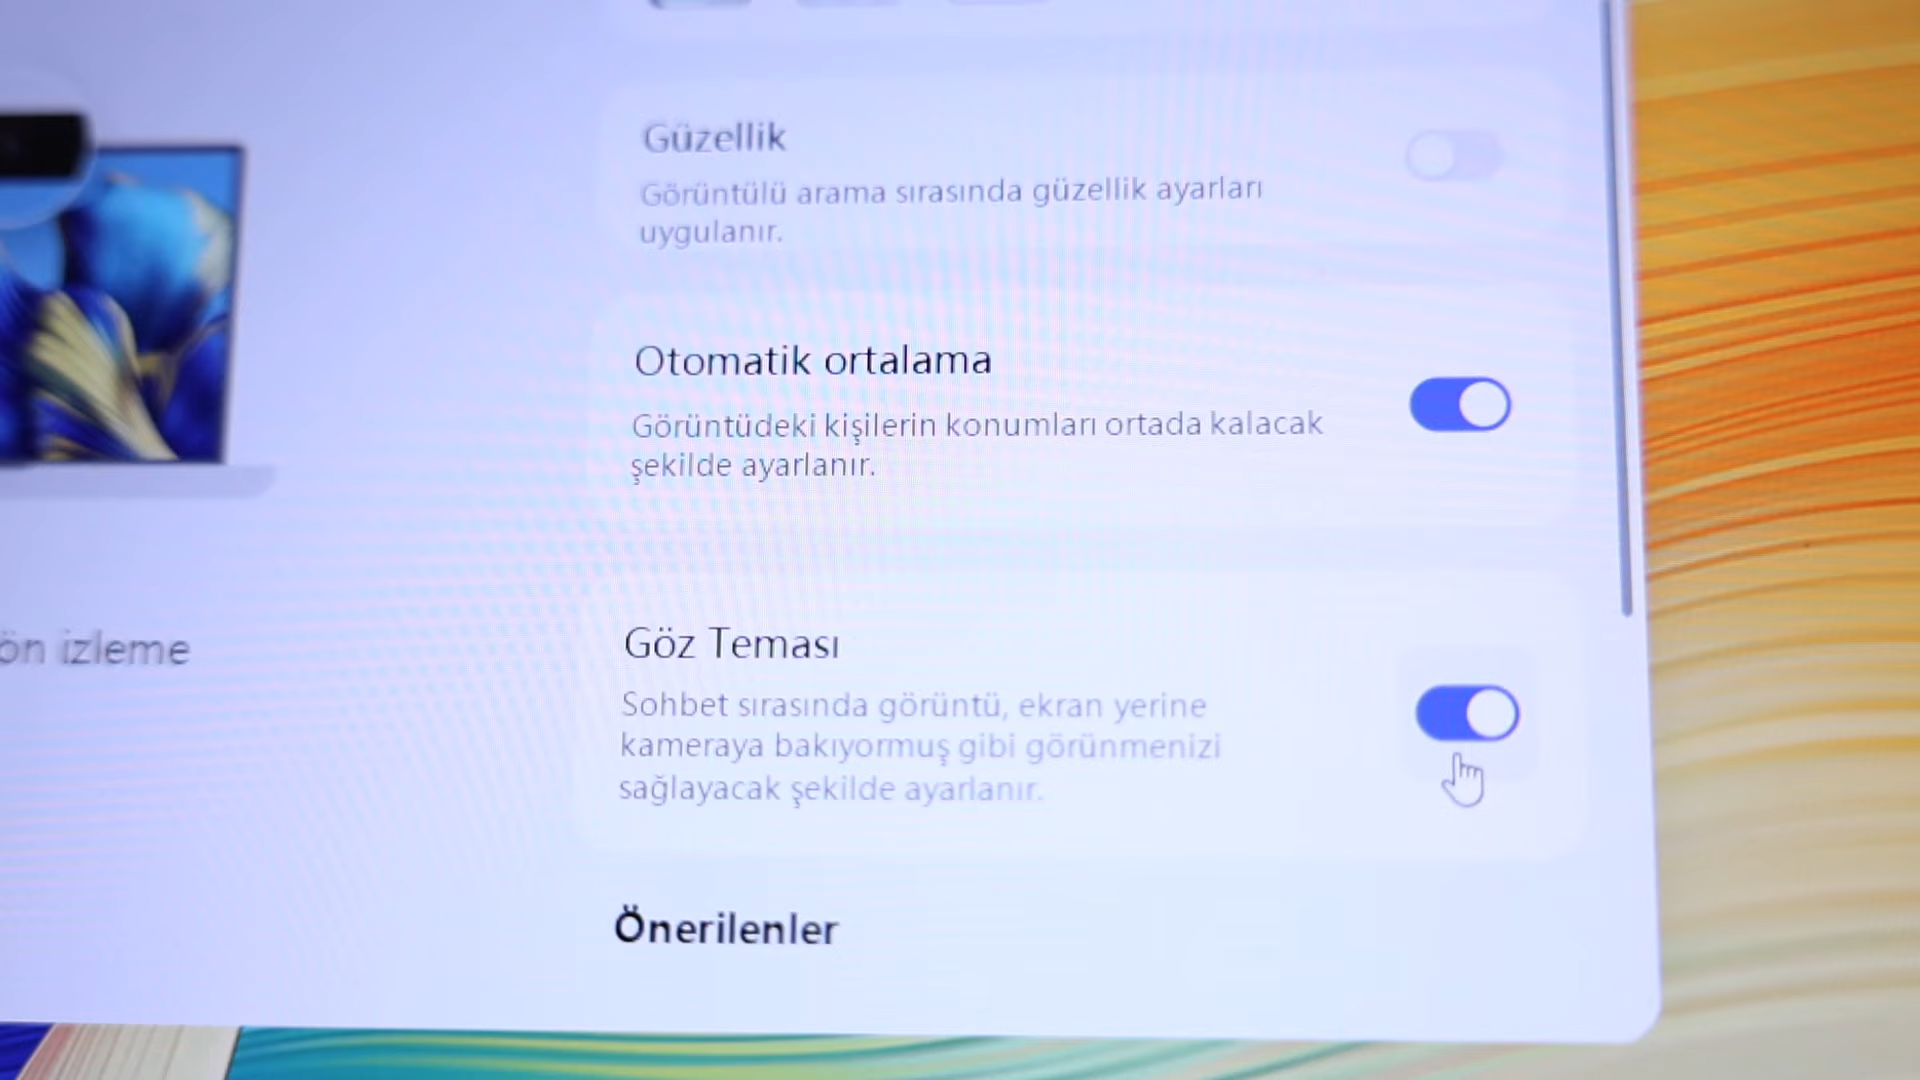 Güzellik
Görüntülü arama sırasında güzellik ayarları
uygulanır.
Otomatik ortalama
Görüntüdeki kişilerin konumları ortada kalacak
şekilde ayarlanır.
ön izleme
Göz Teması
Sohbet sırasında görüntü, ekran yerine
kameraya bakıyormuş gibi görünmenizi
sağlayacak şekilde ayarlanır.
Önerilenler